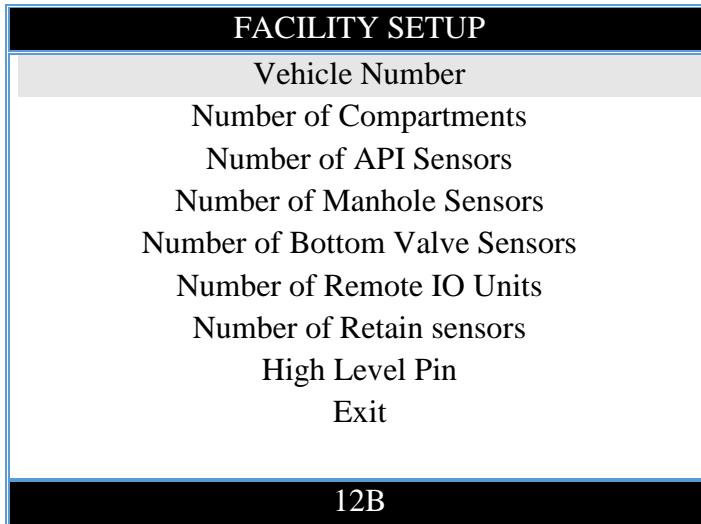 FACILITY SETUP
Vehicle Number
Number of Compartments
Number of API Sensors
Number of Manhole Sensors
Number of Bottom Valve Sensors
Number of Remote IO Units
Number of Retain sensors
High Level Pin
Exit
12B